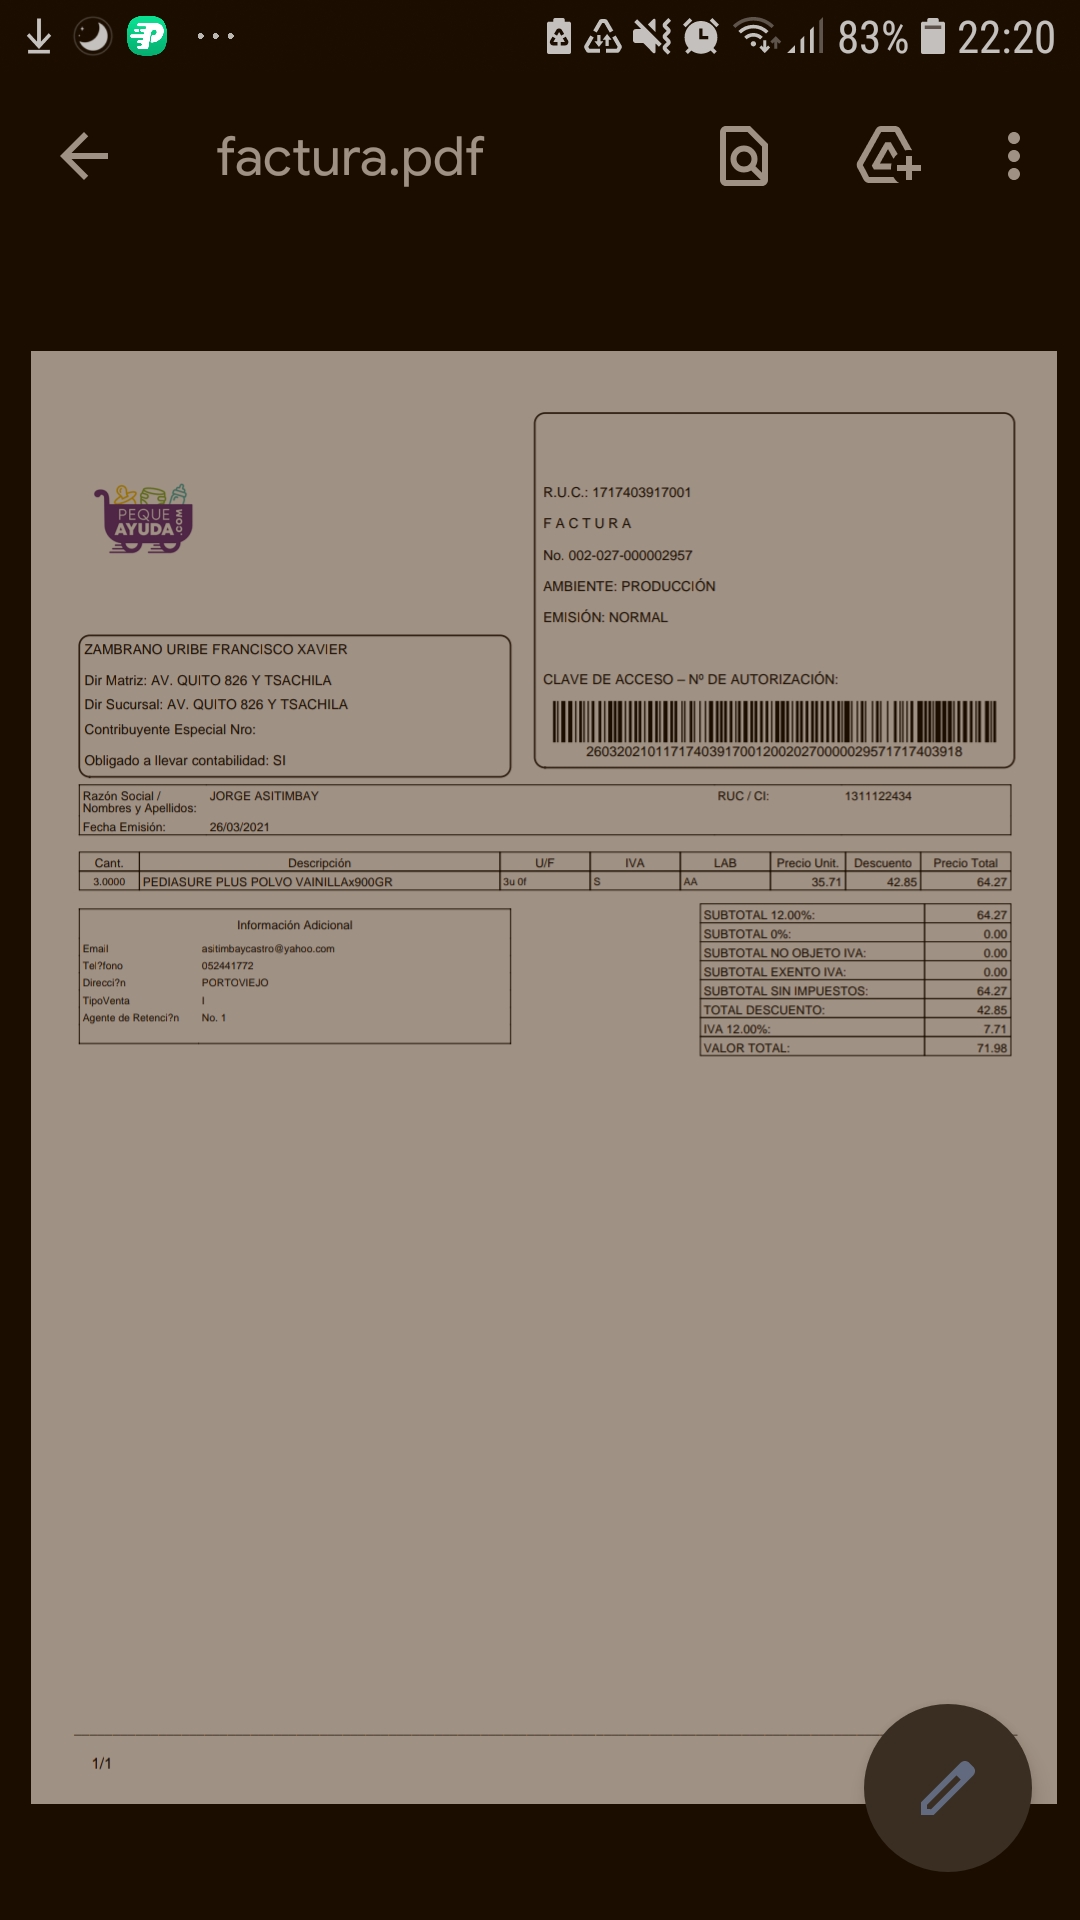 83% 22:20
factura.pdf
PEQUE
AYUDA
.COM
R.U.C.: 1717403917001
F A C T U R A
No. 002-027-000002957
AMBIENTE: PRODUCCIÓN
EMISIÓN: NORMAL
CLAVE DE ACCESO – Nº DE AUTORIZACIÓN:
2603202101171740391700120020270000029571717403918
ZAMBRANO URIBE FRANCISCO XAVIER
Dir Matriz: AV. QUITO 826 Y TSACHILA
Dir Sucursal: AV. QUITO 826 Y TSACHILA
Contribuyente Especial Nro:
Obligado a llevar contabilidad: SI
Razón Social / JORGE ASITIMBAY RUC / CI: 1311122434
Nombres y Apellidos:
Fecha Emisión: 26/03/2021
Cant. Descripción U/F IVA LAB Precio Unit. Descuento Precio Total
3.0000 PEDIASURE PLUS POLVO VAINILLAx900GR 3u 0f S AA 35.71 42.85 64.27
Información Adicional
Email asitimbaycastro@yahoo.com
Tel?fono 052441772
Direcci?n PORTOVIEJO
TipoVenta I
Agente de Retenci?n No. 1
SUBTOTAL 12.00%: 64.27
SUBTOTAL 0%: 0.00
SUBTOTAL NO OBJETO IVA: 0.00
SUBTOTAL EXENTO IVA: 0.00
SUBTOTAL SIN IMPUESTOS: 64.27
TOTAL DESCUENTO: 42.85
IVA 12.00%: 7.71
VALOR TOTAL: 71.98
1/1